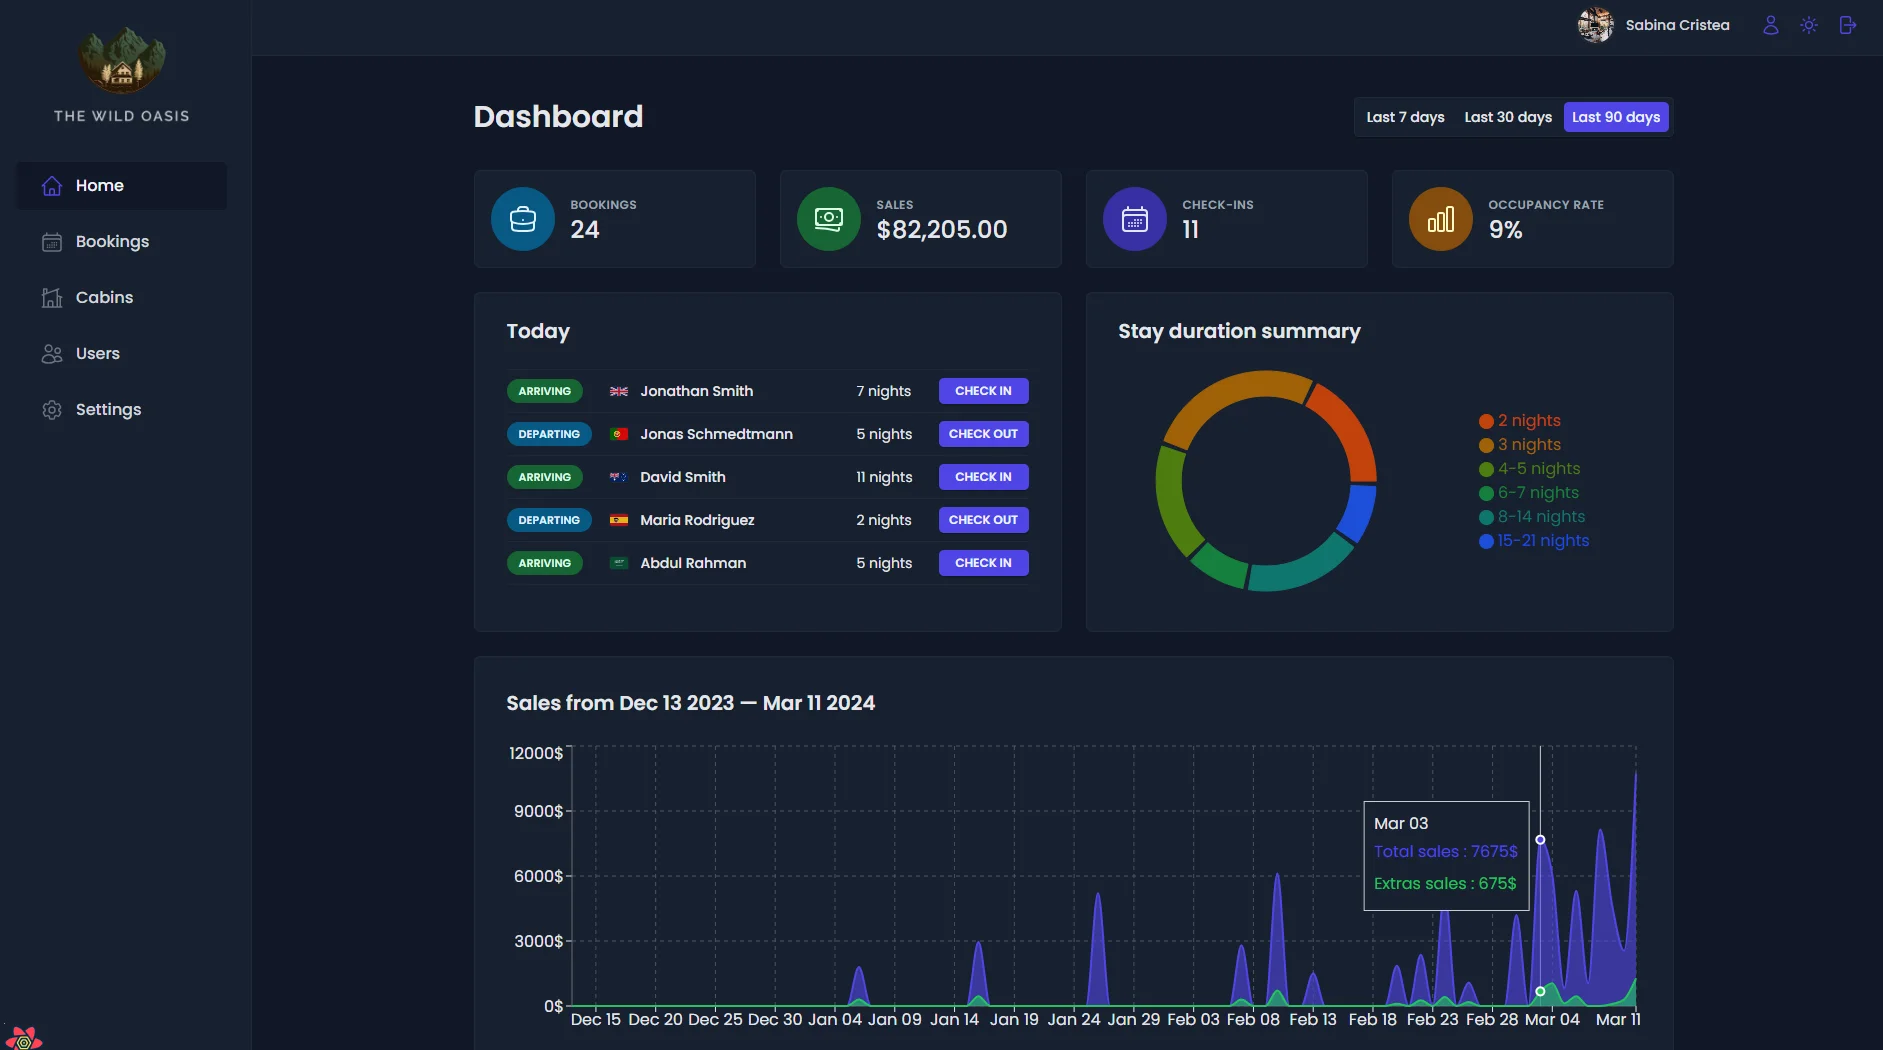 THE WILD OASIS
Home
Bookings
Cabins
Users
Settings
Sabina Cristea
Dashboard
Last 7 days Last 30 days Last 90 days
BOOKINGS
24
SALES
$82,205.00
CHECK-INS
11
OCCUPANCY RATE
9%
Today
ARRIVING Jonathan Smith 7 nights CHECK IN
DEPARTING Jonas Schmedtmann 5 nights CHECK OUT
ARRIVING David Smith 11 nights CHECK IN
DEPARTING Maria Rodriguez 2 nights CHECK OUT
ARRIVING Abdul Rahman 5 nights CHECK IN
Stay duration summary
2 nights
3 nights
4-5 nights
6-7 nights
8-14 nights
15-21 nights
Sales from Dec 13 2023 — Mar 11 2024
12000$
9000$
6000$
3000$
0$
Mar 03
Total sales : 7675$
Extras sales : 675$
Dec 15 Dec 20 Dec 25 Dec 30 Jan 04 Jan 09 Jan 14 Jan 19 Jan 24 Jan 29 Feb 03 Feb 08 Feb 13 Feb 18 Feb 23 Feb 28 Mar 04 Mar 11